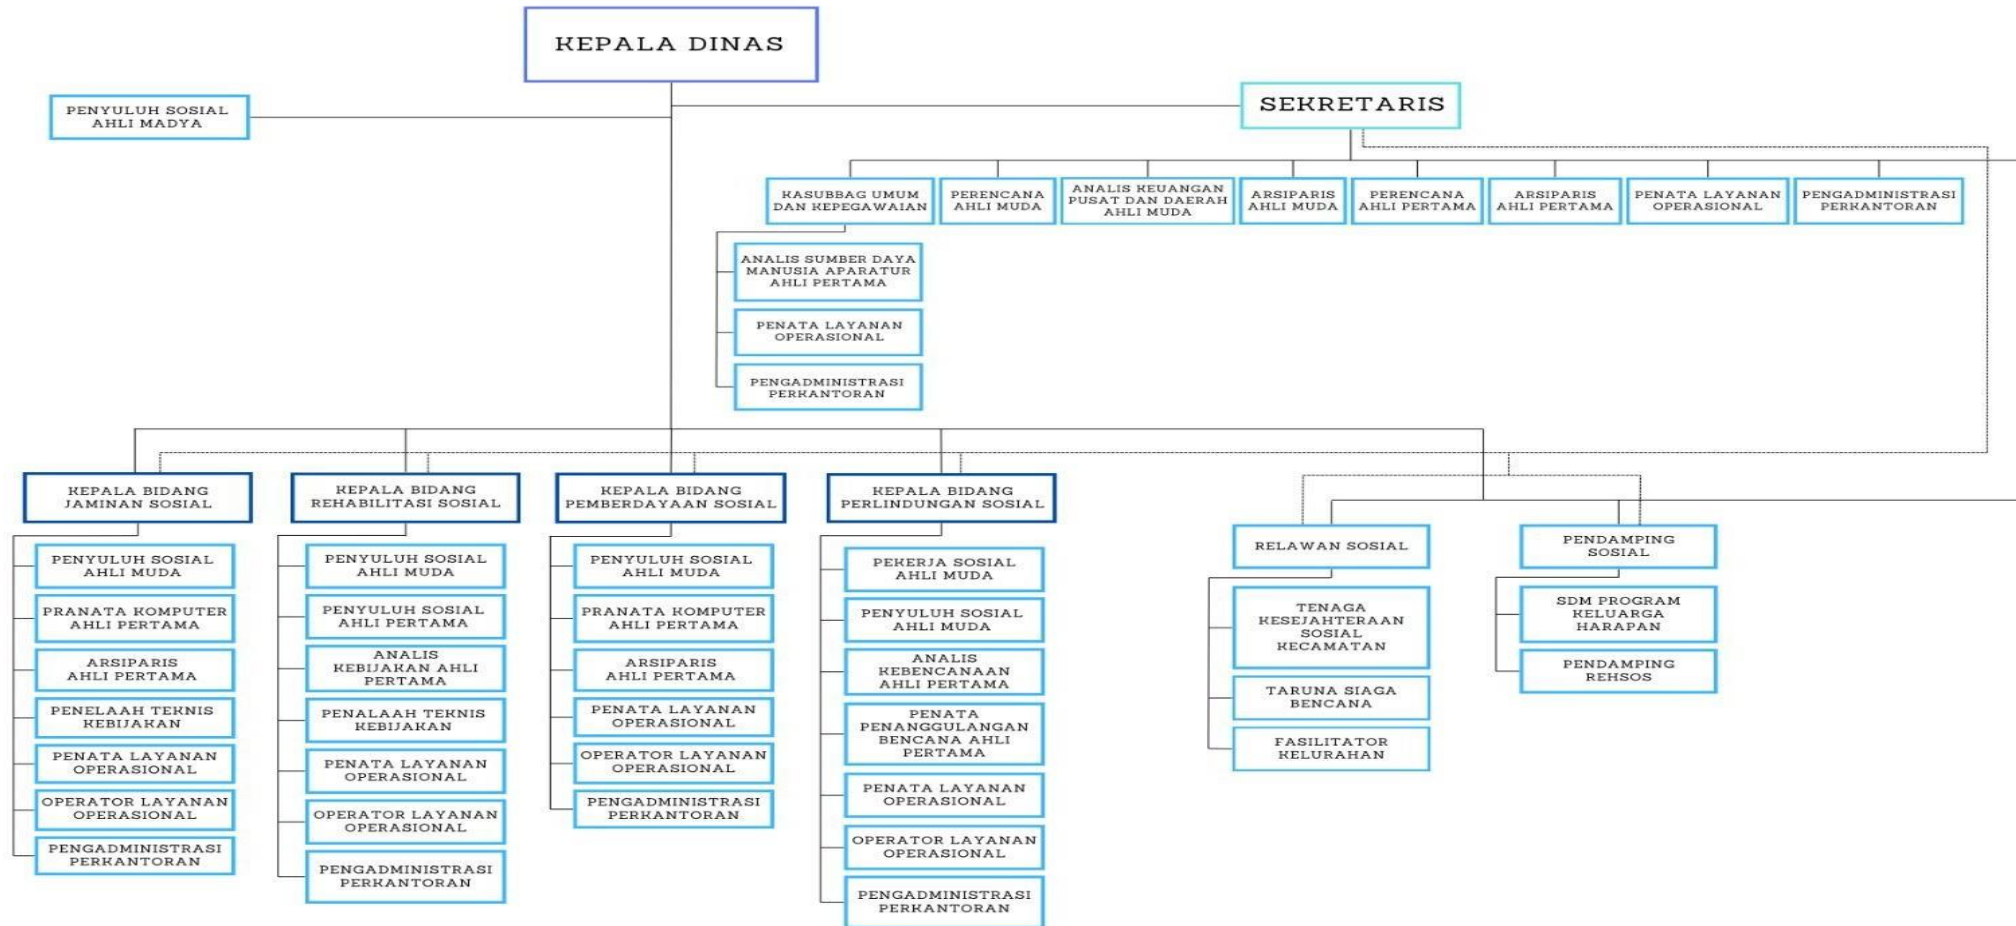 KEPALA DINAS
PENYULUH SOSIAL
AHLI MADYA
SEKRETARIS
KASUBBAG UMUM
DAN KEPEGAWAIAN
PERENCANA
AHLI MUDA
ANALIS KEUANGAN
PUSAT DAN DAERAH
AHLI MUDA
ARSIPARIS
AHLI MUDA
PERENCANA
AHLI PERTAMA
ARSIPARIS
AHLI PERTAMA
PENATA LAYANAN
OPERASIONAL
PENGADMINISTRASI
PERKANTORAN
ANALIS SUMBER DAYA
MANUSIA APARATUR
AHLI PERTAMA
PENATA LAYANAN
OPERASIONAL
PENGADMINISTRASI
PERKANTORAN
KEPALA BIDANG
JAMINAN SOSIAL
PENYULUH SOSIAL
AHLI MUDA
PRANATA KOMPUTER
AHLI PERTAMA
ARSIPARIS
AHLI PERTAMA
PENELAAH TEKNIS
KEBIJAKAN
PENATA LAYANAN
OPERASIONAL
OPERATOR LAYANAN
OPERASIONAL
PENGADMINISTRASI
PERKANTORAN
KEPALA BIDANG
REHABILITASI SOSIAL
PENYULUH SOSIAL
AHLI MUDA
PENYULUH SOSIAL
AHLI PERTAMA
ANALIS
KEBIJAKAN AHLI
PERTAMA
PENALAAH TEKNIS
KEBIJAKAN
PENATA LAYANAN
OPERASIONAL
OPERATOR LAYANAN
OPERASIONAL
PENGADMINISTRASI
PERKANTORAN
KEPALA BIDANG
PEMBERDAYAAN SOSIAL
PENYULUH SOSIAL
AHLI MUDA
PRANATA KOMPUTER
AHLI PERTAMA
ARSIPARIS
AHLI PERTAMA
PENATA LAYANAN
OPERASIONAL
OPERATOR LAYANAN
OPERASIONAL
PENGADMINISTRASI
PERKANTORAN
KEPALA BIDANG
PERLINDUNGAN SOSIAL
PEKERJA SOSIAL
AHLI MUDA
PENYULUH SOSIAL
AHLI MUDA
ANALIS
KEBENCANAAN
AHLI PERTAMA
PENATA
PENANGGULANGAN
BENCANA AHLI
PERTAMA
PENATA LAYANAN
OPERASIONAL
OPERATOR LAYANAN
OPERASIONAL
PENGADMINISTRASI
PERKANTORAN
RELAWAN SOSIAL
TENAGA
KESEJAHTERAAN
SOSIAL
KECAMATAN
TARUNA SIAGA
BENCANA
FASILITATOR
KELURAHAN
PENDAMPING
SOSIAL
SDM PROGRAM
KELUARGA
HARAPAN
PENDAMPING
REHSOS